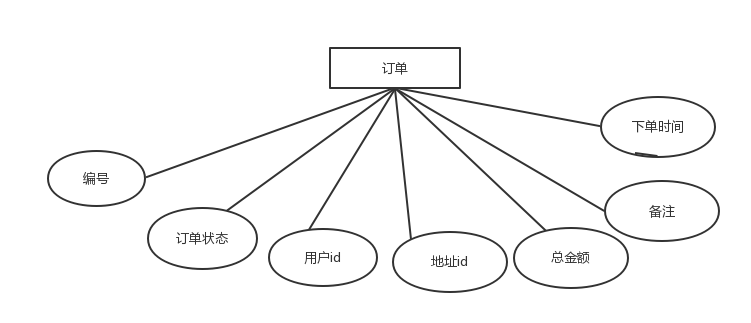 订单
下单时间
编号
备注
订单状态
用户id
地址id
总金额